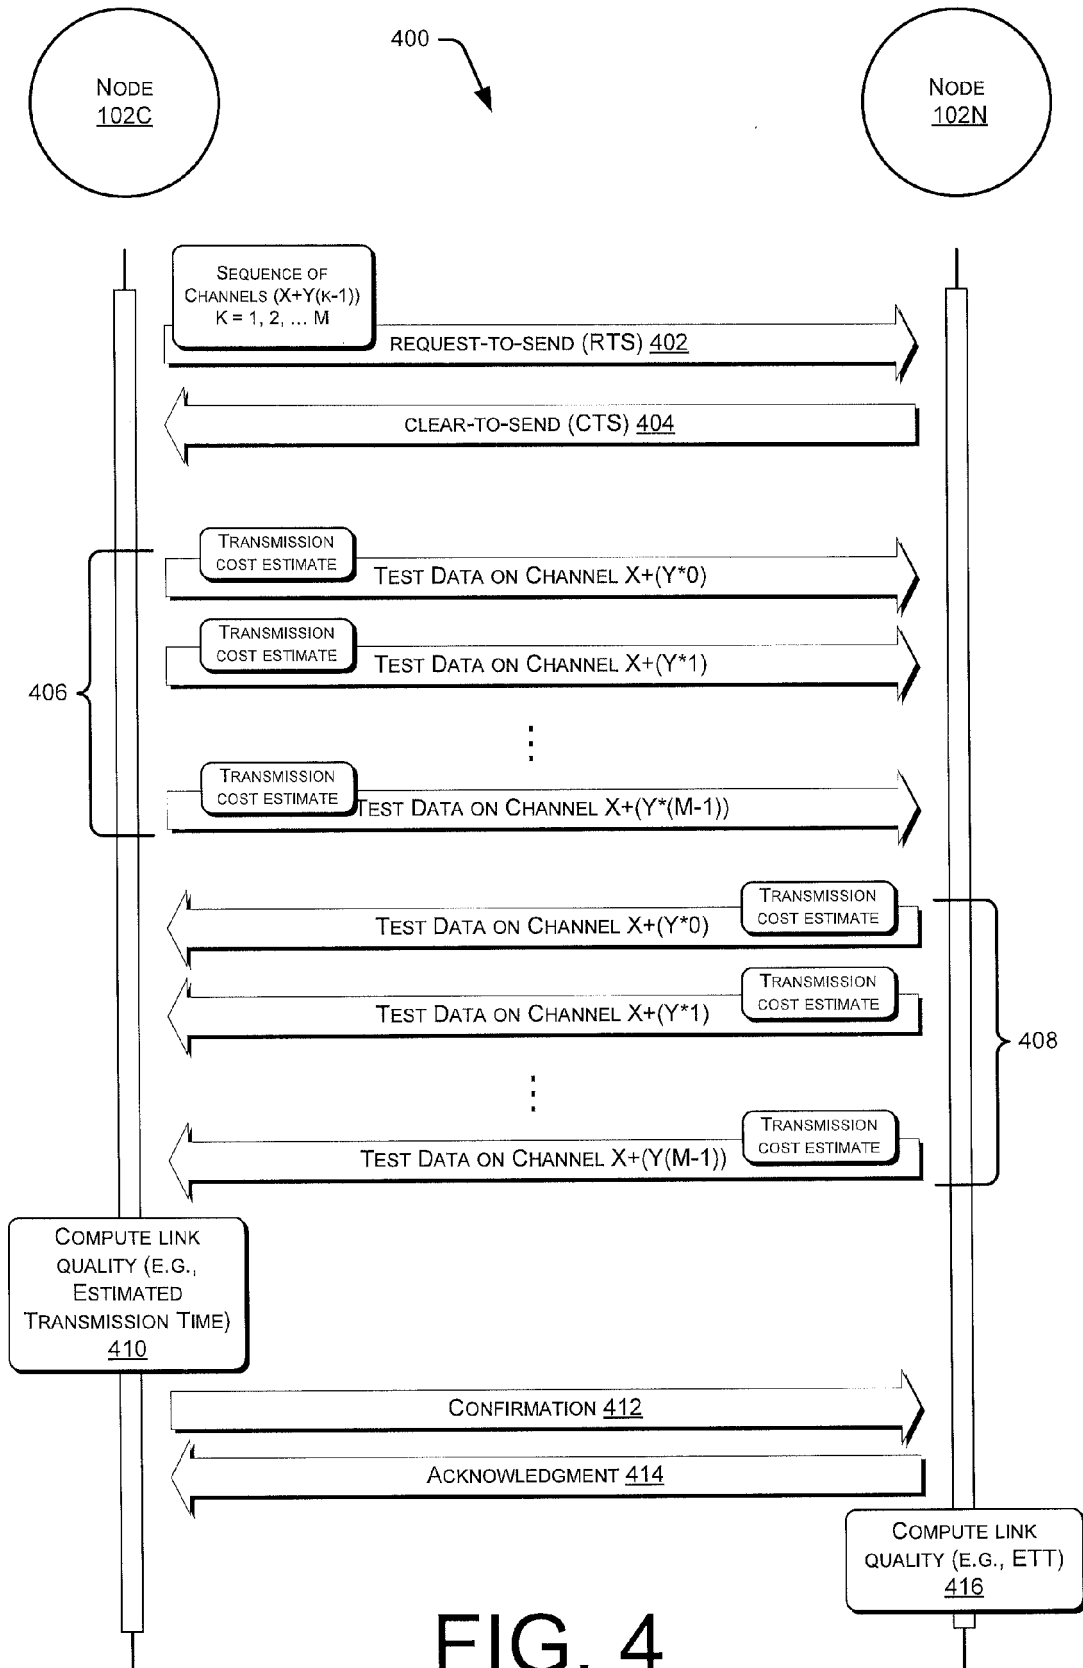 400
NODE
102C
NODE
102N
SEQUENCE OF
CHANNELS (X+Y(K-1))
K = 1, 2, ... M
REQUEST-TO-SEND (RTS) 402
CLEAR-TO-SEND (CTS) 404
TRANSMISSION
COST ESTIMATE
TEST DATA ON CHANNEL X+(Y*0)
TRANSMISSION
COST ESTIMATE
TEST DATA ON CHANNEL X+(Y*1)
406
TRANSMISSION
COST ESTIMATE
TEST DATA ON CHANNEL X+(Y*(M-1))
TRANSMISSION
COST ESTIMATE
TEST DATA ON CHANNEL X+(Y*0)
TRANSMISSION
COST ESTIMATE
TEST DATA ON CHANNEL X+(Y*1)
408
TRANSMISSION
COST ESTIMATE
TEST DATA ON CHANNEL X+(Y(M-1))
COMPUTE LINK
QUALITY (E.G.,
ESTIMATED
TRANSMISSION TIME)
410
CONFIRMATION 412
ACKNOWLEDGMENT 414
COMPUTE LINK
QUALITY (E.G., ETT)
416
FIG. 4